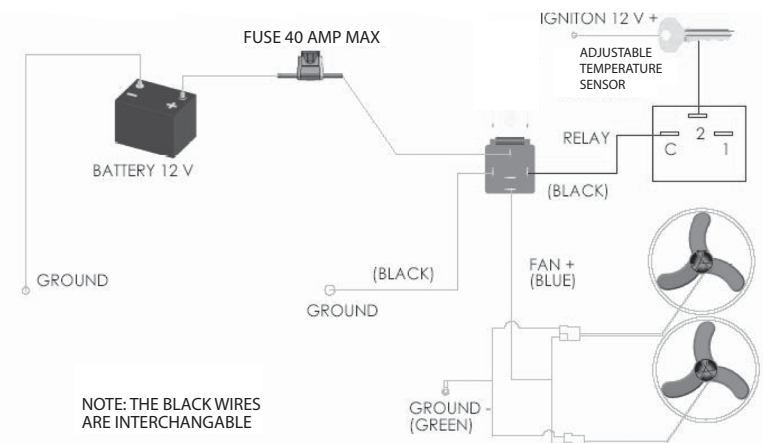 IGNITON 12 V +
FUSE 40 AMP MAX
ADJUSTABLE
TEMPERATURE
SENSOR
- +
BATTERY 12 V
RELAY
2
C
1
(BLACK)
(BLACK)
GROUND
GROUND
FAN +
(BLUE)
GROUND -
(GREEN)
NOTE: THE BLACK WIRES
ARE INTERCHANGABLE